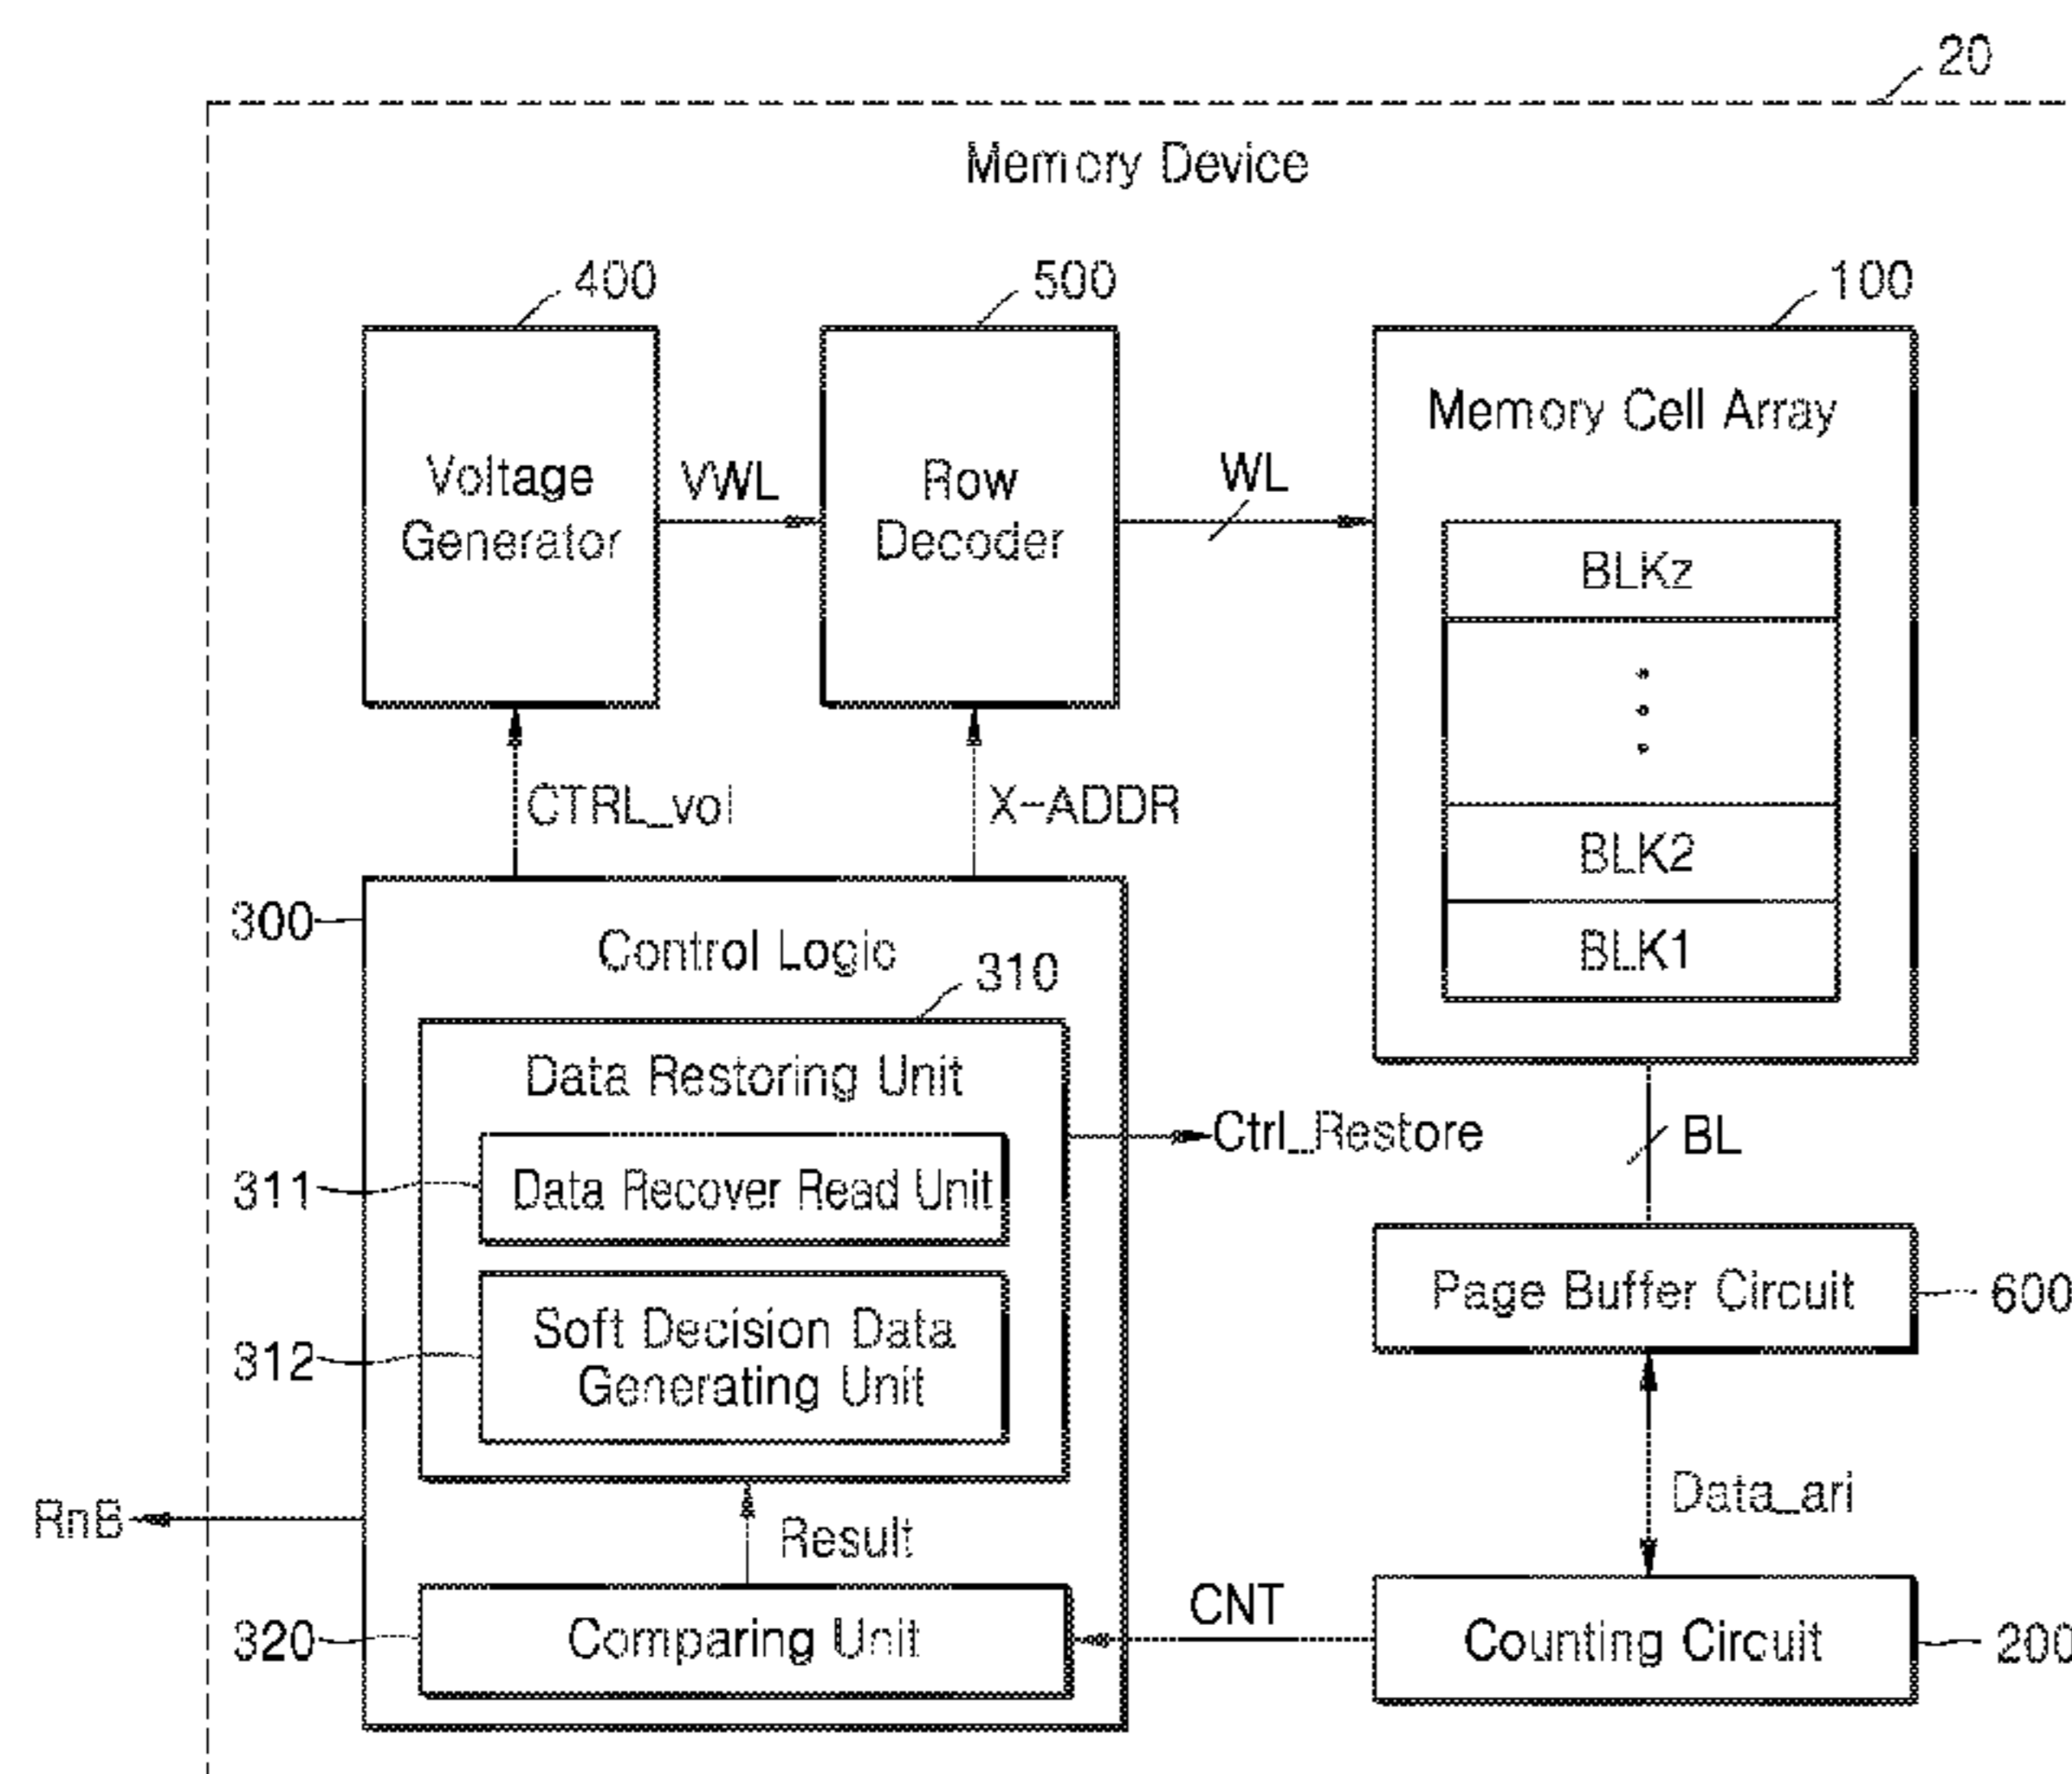 20
Memory Device
400
500
100
Voltage
Generator
VWL
Row
Decoder
WL
Memory Cell Array
BLKz
BLK2
BLK1
CTRL_vol
X-ADDR
300
Control Logic
310
Data Restoring Unit
311
Data Recover Read Unit
Ctrl_Restore
312
Soft Decision Data
Generating Unit
BL
Page Buffer Circuit
600
RnB
Result
Data_ari
320
Comparing Unit
CNT
Counting Circuit
200